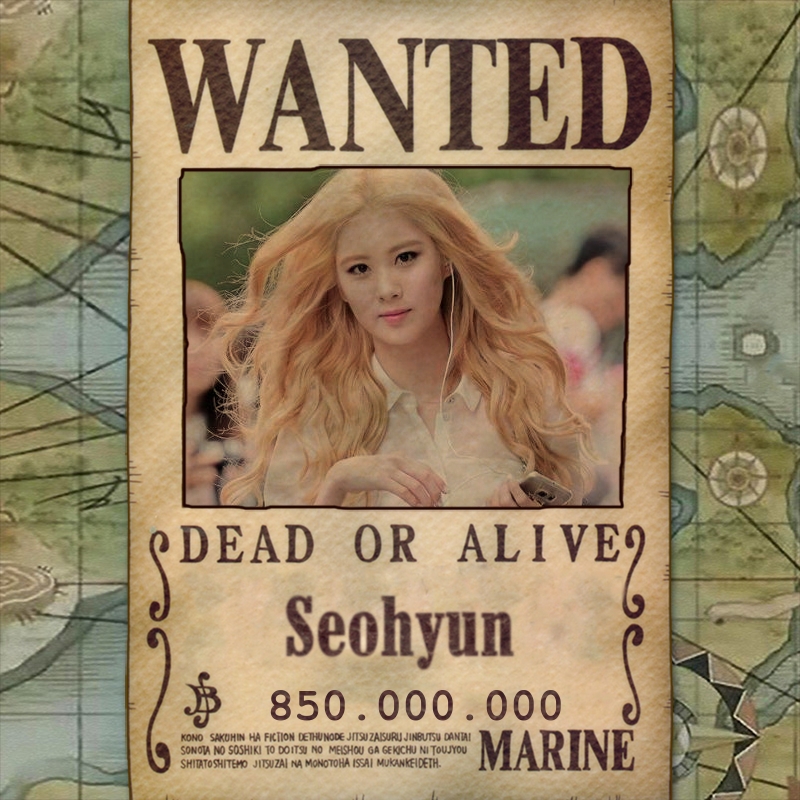 WANTED
DEAD OR ALIVE
Seohyun
850.000.000
KONO SAKUHIN HA FICTION DETHUNODE JITSUZAISURU JINBUTSU DANTAI
SONOTA NO SOSHIKI TO DOITSU NO MEISHOU GA GEKICHU NI TOUJYOU
SHITATOSHITEMO JITSUZAI NA MONOTOHA ISSAI MUKANKEIDETH.
MARINE